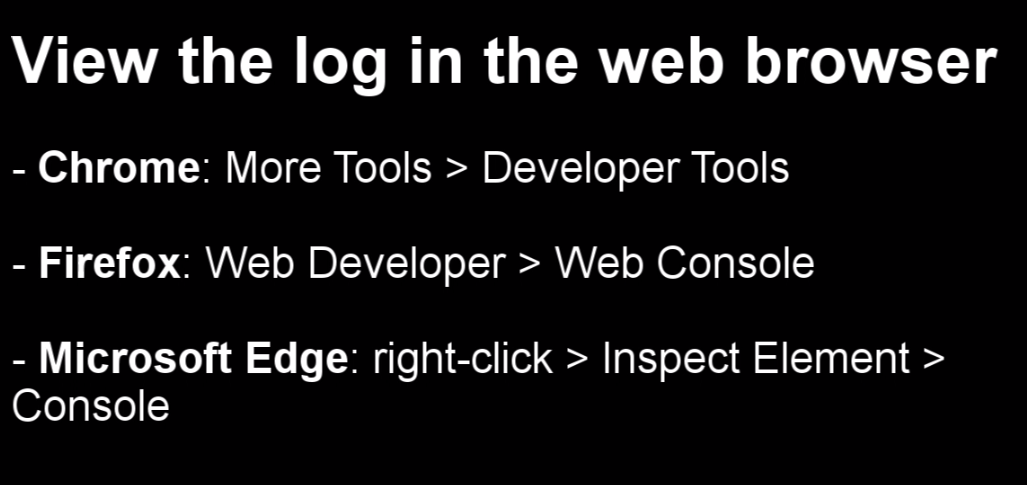 View the log in the web browser
- Chrome: More Tools > Developer Tools
- Firefox: Web Developer > Web Console
- Microsoft Edge: right-click > Inspect Element >
Console